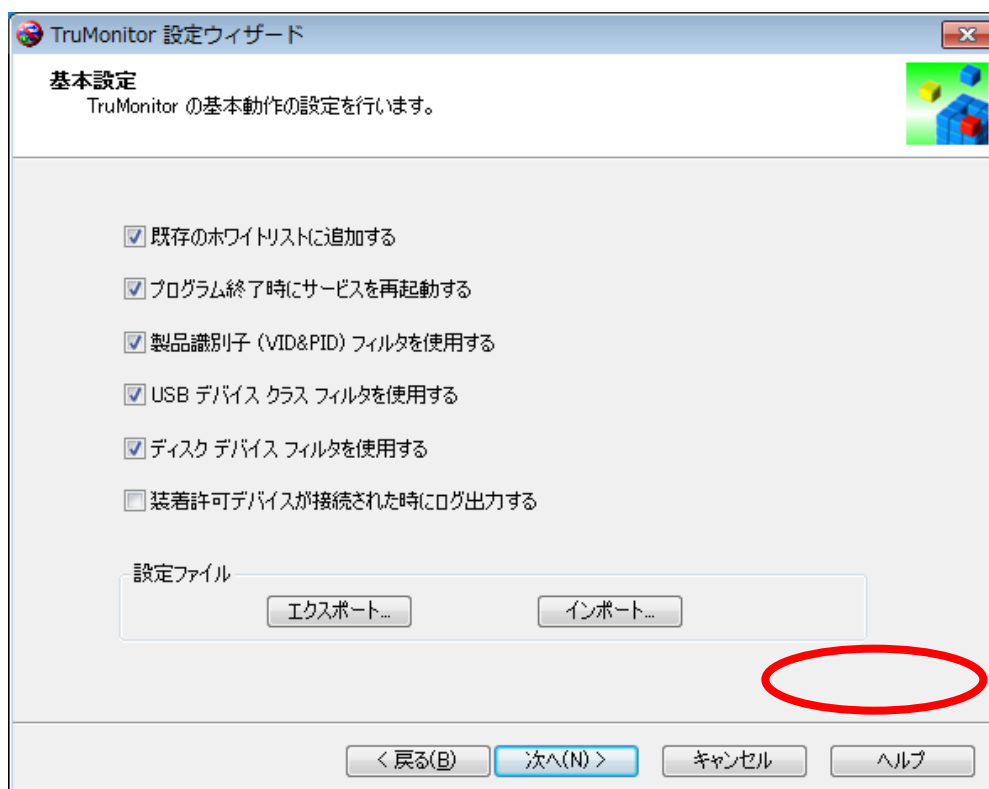 TruMonitor 設定ウィザード
基本設定
TruMonitor の基本動作の設定を行います。
既存のホワイトリストに追加する
プログラム終了時にサービスを再起動する
製品識別子 (VID&PID) フィルタを使用する
USB デバイス クラス フィルタを使用する
ディスク デバイス フィルタを使用する
装着許可デバイスが接続された時にログ出力する
設定ファイル
エクスポート...
インポート...
< 戻る(B)
次へ(N) >
キャンセル
ヘルプ